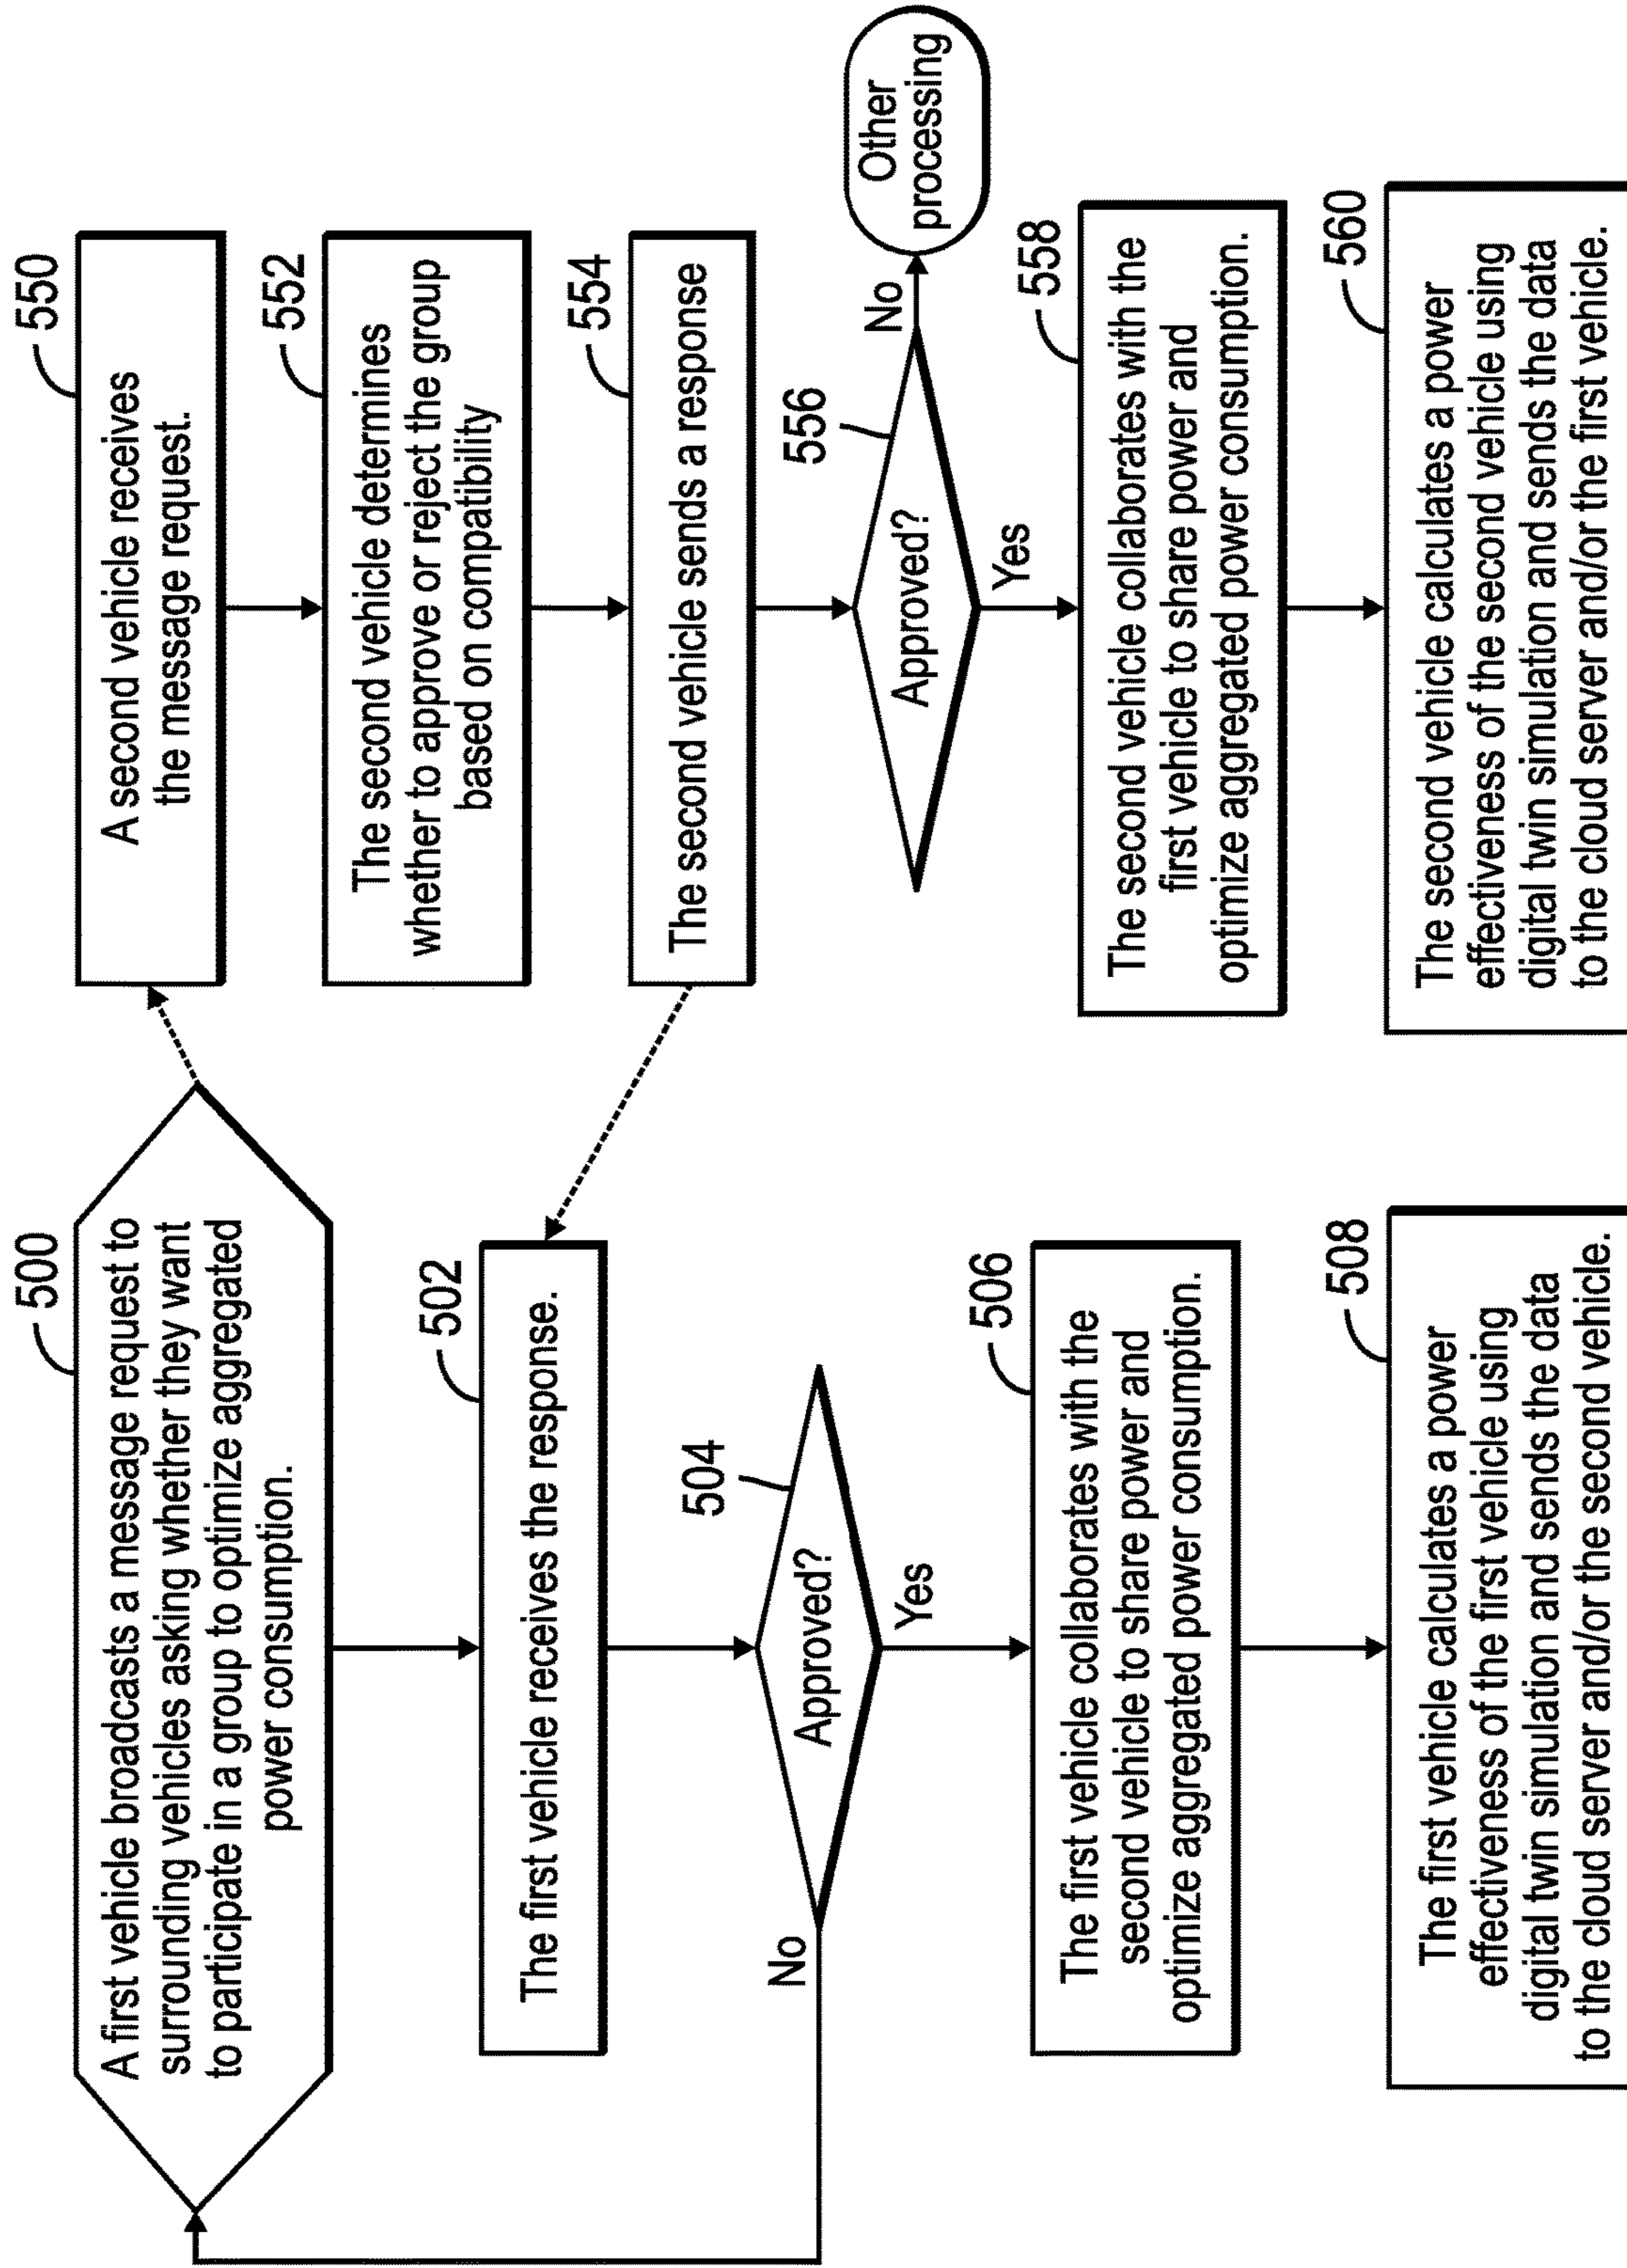 500
A first vehicle broadcasts a message request to
surrounding vehicles asking whether they want
to participate in a group to optimize aggregated
power consumption.
502
The first vehicle receives the response.
504
Approved?
No
Yes
506
The first vehicle collaborates with the
second vehicle to share power and
optimize aggregated power consumption.
508
The first vehicle calculates a power
effectiveness of the first vehicle using
digital twin simulation and sends the data
to the cloud server and/or the second vehicle.
550
A second vehicle receives
the message request.
552
The second vehicle determines
whether to approve or reject the group
based on compatibility
554
The second vehicle sends a response
556
Approved?
No
Other
processing
Yes
558
The second vehicle collaborates with the
first vehicle to share power and
optimize aggregated power consumption.
560
The second vehicle calculates a power
effectiveness of the second vehicle using
digital twin simulation and sends the data
to the cloud server and/or the first vehicle.